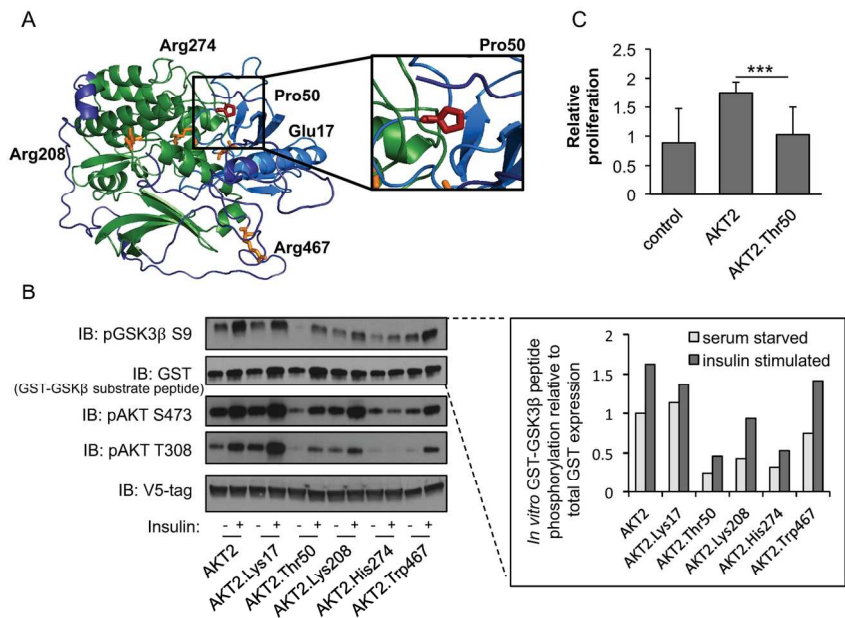 A
Arg274
Pro50
Glu17
Arg208
Arg467
Pro50
C
Relative
proliferation
2.5
2
1.5
1
0.5
0
***
control
AKT2
AKT2.Thr50
B
IB: pGSK3β S9
IB: GST
(GST-GSKβ substrate peptide)
IB: pAKT S473
IB: pAKT T308
IB: V5-tag
Insulin: - + - + - + - + - + - +
AKT2
AKT2.Lys17
AKT2.Thr50
AKT2.Lys208
AKT2.His274
AKT2.Trp467
In vitro GST-GSK3β peptide
phosphorylation relative to
total GST expression
2
1.5
1
0.5
0
serum starved
insulin stimulated
AKT2
AKT2.Lys17
AKT2.Thr50
AKT2.Lys208
AKT2.His274
AKT2.Trp467